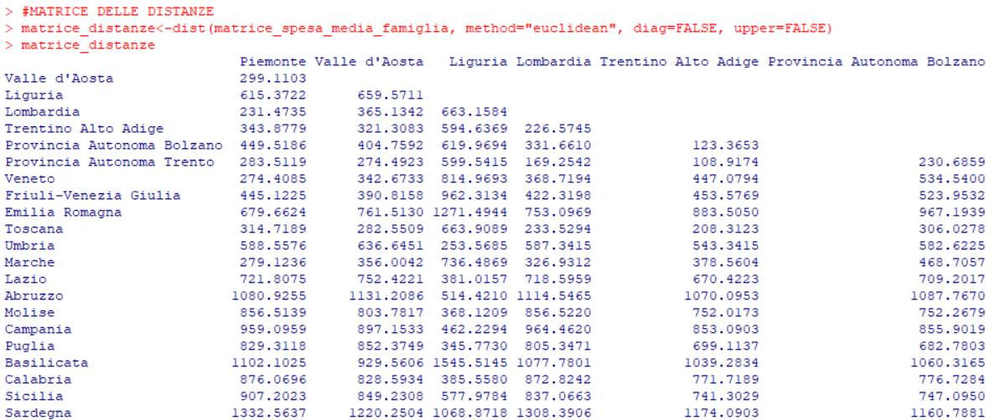 > #MATRICE DELLE DISTANZE
> matrice_distanze<-dist(matrice_spesa_media_famiglia, method="euclidean", diag=FALSE, upper=FALSE)
> matrice_distanze
Piemonte Valle d'Aosta Liguria Lombardia Trentino Alto Adige Provincia Autonoma Bolzano
Valle d'Aosta 299.1103
Liguria 615.3722 659.5711
Lombardia 231.4735 365.1342 663.1584
Trentino Alto Adige 343.8779 321.3083 594.6369 226.5745
Provincia Autonoma Bolzano 449.5186 404.7592 619.9694 331.6610 123.3653
Provincia Autonoma Trento 283.5119 274.4923 599.5415 169.2542 108.9174 230.6859
Veneto 274.4085 342.6733 814.9693 368.7194 447.0794 534.5400
Friuli-Venezia Giulia 445.1225 390.8158 962.3134 422.3198 453.5769 523.9532
Emilia Romagna 679.6624 761.5130 1271.4944 753.0969 883.5050 967.1939
Toscana 314.7189 282.5509 663.9089 233.5294 208.3123 306.0278
Umbria 588.5576 636.6451 253.5685 587.3415 543.3415 582.6225
Marche 279.1236 356.0042 736.4869 326.9312 378.5604 468.7057
Lazio 721.8075 752.4221 381.0157 718.5959 670.4223 709.2017
Abruzzo 1080.9255 1131.2086 514.4210 1114.5465 1070.0953 1087.7670
Molise 856.5139 803.7817 368.1209 856.5220 752.0173 752.2679
Campania 959.0959 897.1533 462.2294 964.4620 853.0903 855.9019
Puglia 829.3118 852.3749 345.7730 805.3471 699.1137 682.7803
Basilicata 1102.1025 929.5606 1545.5145 1077.7801 1039.2834 1060.3165
Calabria 876.0696 828.5934 385.5580 872.8242 771.7189 776.7284
Sicilia 907.2023 849.2308 577.9784 837.0663 741.3029 747.0950
Sardegna 1332.5637 1220.2504 1068.8718 1308.3906 1174.0903 1160.7881